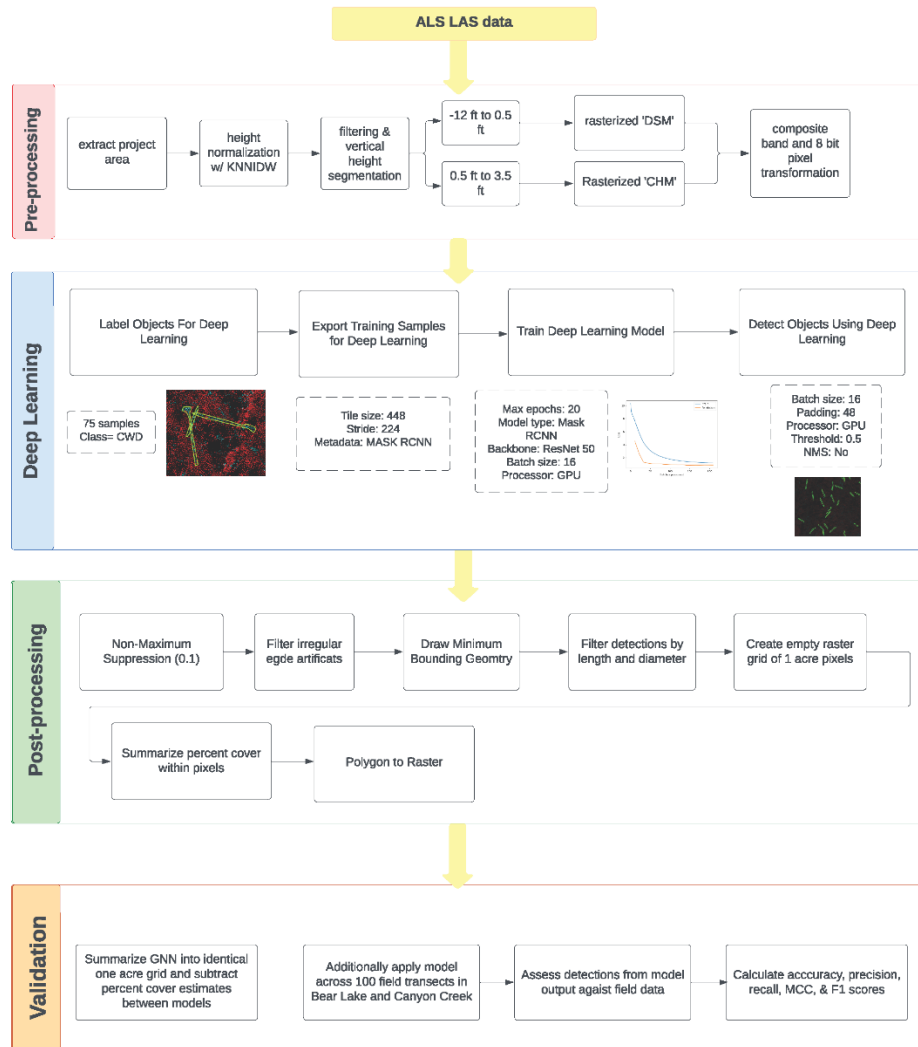 ALS LAS data
Pre-processing
extract project
area
height
normalization
w/ KNNIDW
filtering &
vertical
height
segmentation
-12 ft to 0.5
ft
0.5 ft to 3.5
ft
rasterized 'DSM'
Rasterized 'CHM'
composite
band and 8 bit
pixel
transformation
Deep Learning
Label Objects For Deep
Learning
Export Training Samples
for Deep Learning
Train Deep Learning Model
Detect Objects Using Deep
Learning
75 samples
Class= CWD
Tile size: 448
Stride: 224
Metadata: MASK RCNN
Max epochs: 20
Model type: Mask
RCNN
Backbone: ResNet 50
Batch size: 16
Processor: GPU
Batch size: 16
Padding: 48
Processor: GPU
Threshold: 0.5
NMS: No
Post-processing
Non-Maximum
Suppression (0.1)
Filter irregular
egde artificats
Draw Minimum
Bounding Geomtry
Filter detections by
length and diameter
Create empty raster
grid of 1 acre pixels
Summarize percent cover
within pixels
Polygon to Raster
Validation
Summarize GNN into identical
one acre grid and subtract
percent cover estimates
between models
Additionally apply model
across 100 field transects in
Bear Lake and Canyon Creek
Assess detections from model
output agaist field data
Calculate acccuracy, precision,
recall, MCC, & F1 scores